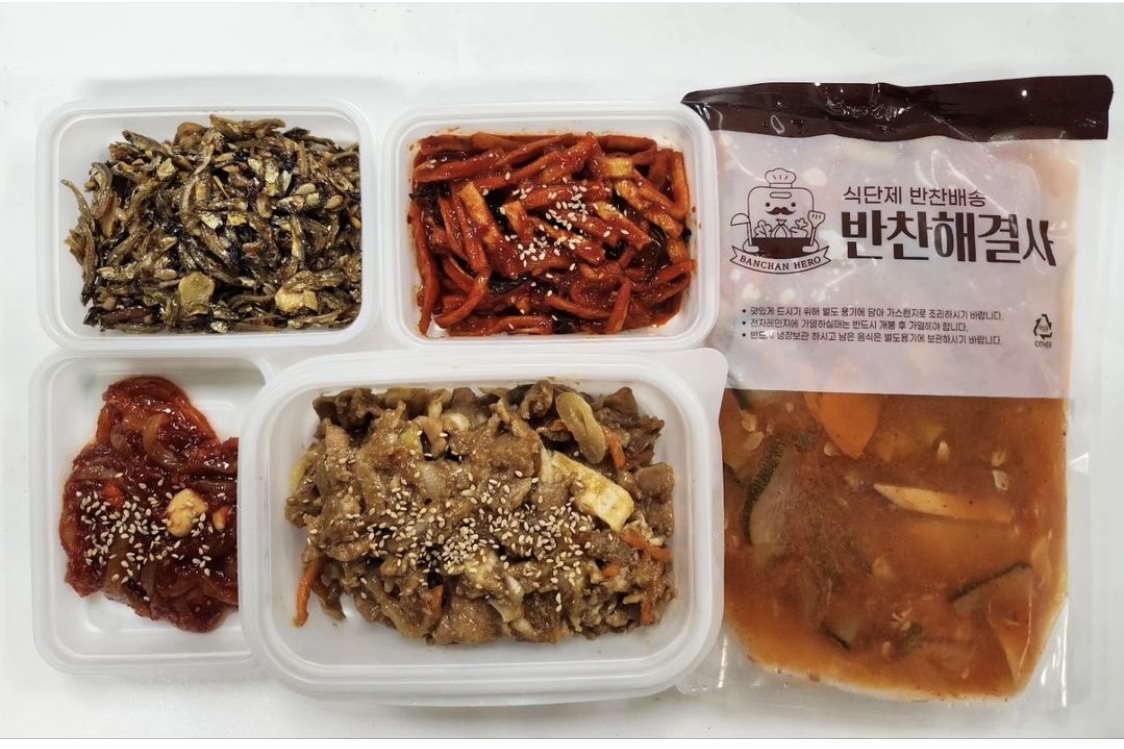 식단제 반찬배송
반찬해결사
BANCHAN HERO
• 맛있게 드시기 위해 별도 용기에 담아 가스렌지로 조리하시기 바랍니다.
• 전자레인지에 가열하실때는 반드시 개봉 후 가열해야 합니다.
• 반드시 냉장보관 하시고 남은 음식은 별도용기에 보관하시기 바랍니다.
OTHER